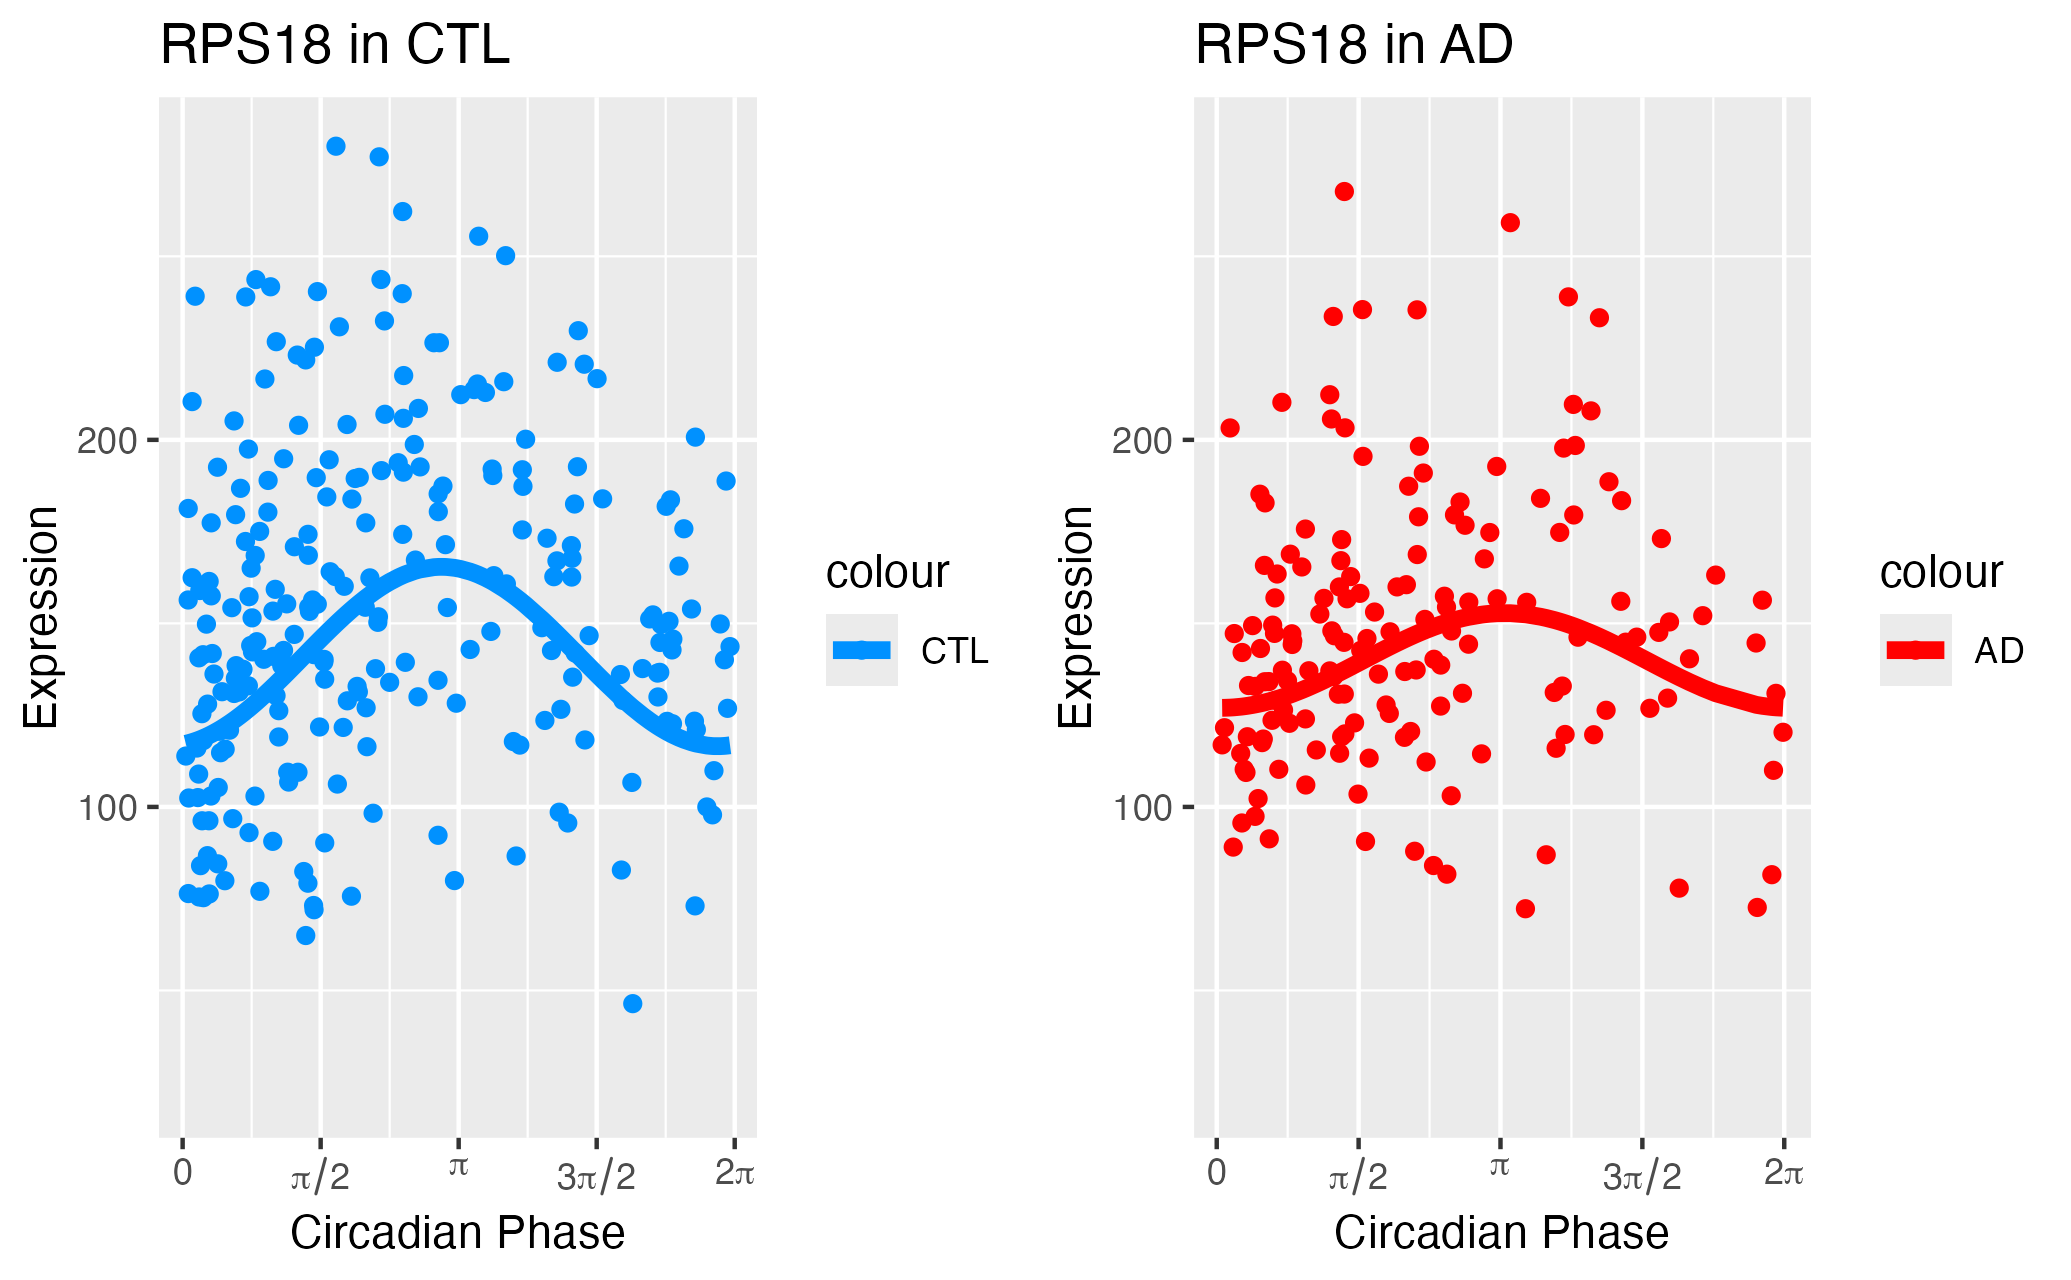 RPS18 in CTL
Expression
200
100
0
π/2
π
3π/2
2π
Circadian Phase
colour
CTL
RPS18 in AD
Expression
200
100
0
π/2
π
3π/2
2π
Circadian Phase
colour
AD